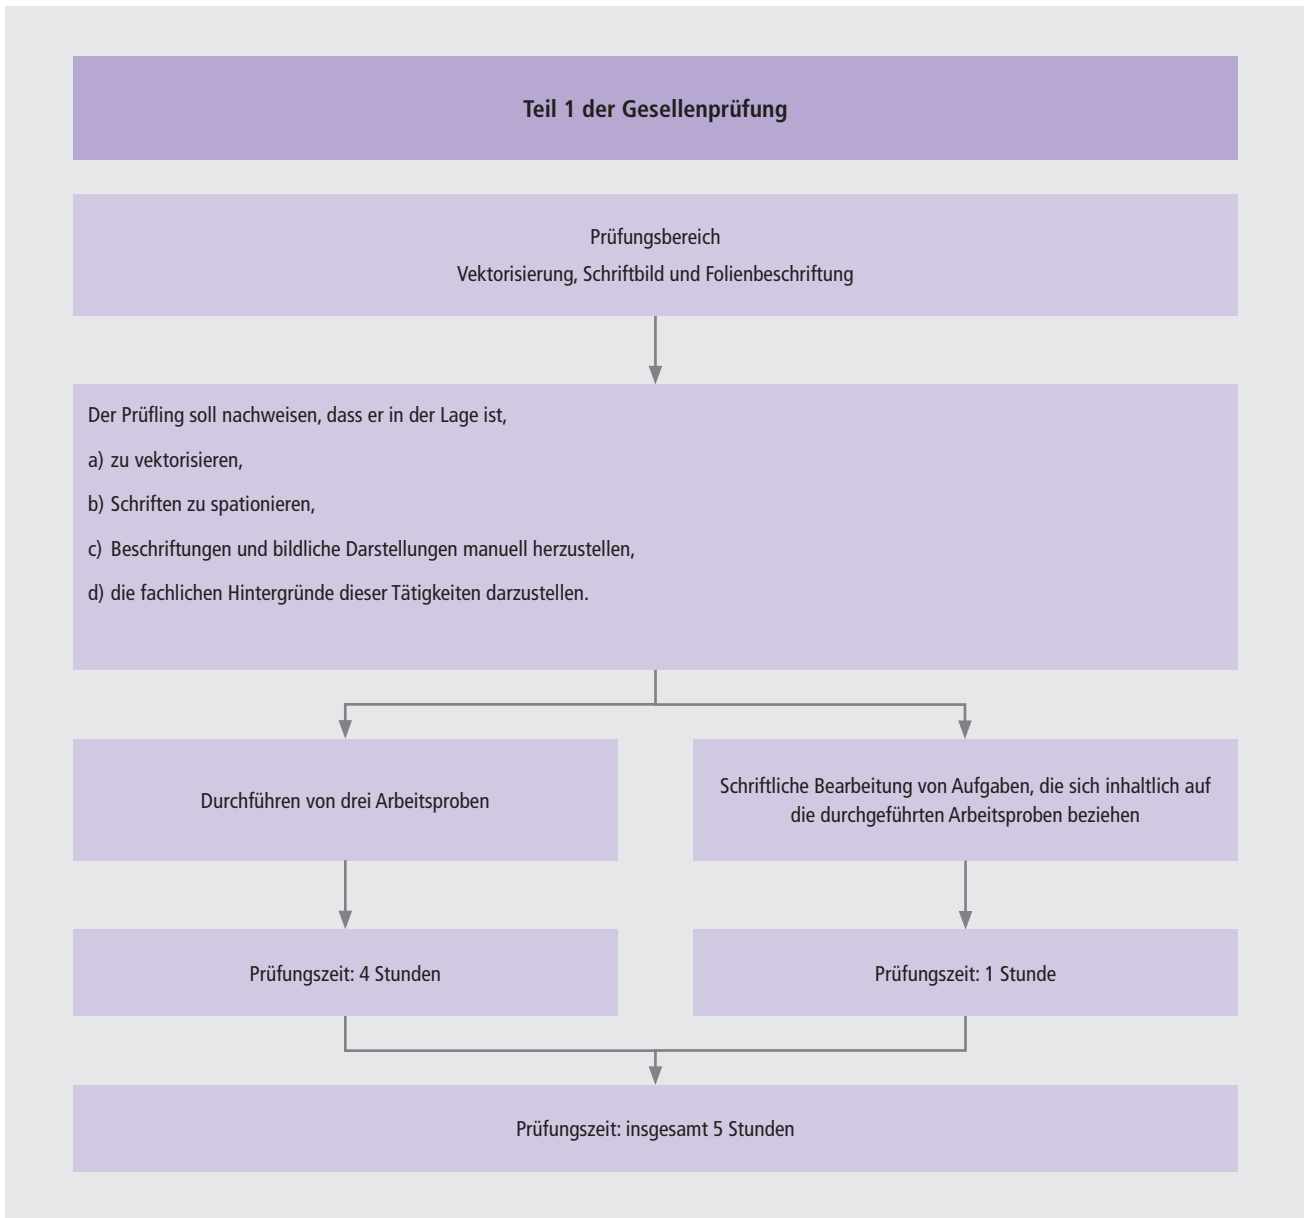 Teil 1 der Gesellenprüfung
Prüfungsbereich
Vektorisierung, Schriftbild und Folienbeschriftung
Der Prüfling soll nachweisen, dass er in der Lage ist,
a) zu vektorisieren,
b) Schriften zu spationieren,
c) Beschriftungen und bildliche Darstellungen manuell herzustellen,
d) die fachlichen Hintergründe dieser Tätigkeiten darzustellen.
Durchführen von drei Arbeitsproben
Schriftliche Bearbeitung von Aufgaben, die sich inhaltlich auf
die durchgeführten Arbeitsproben beziehen
Prüfungszeit: 4 Stunden
Prüfungszeit: 1 Stunde
Prüfungszeit: insgesamt 5 Stunden